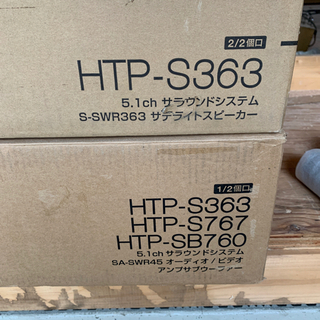 2/2個口
HTP-S363
5.1ch サラウンドシステム
S-SWR363 サテライトスピーカー
1/2個口
HTP-S363
HTP-S767
HTP-SB760
5.1ch サラウンドシステム
SA-SWR45 オーディオ/ビデオ
アンプサブウーファー